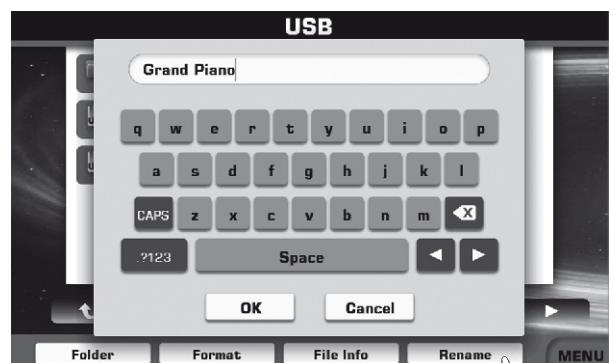 USB
Grand Piano
q w e r t y u i o p
a s d f g h j k l
CAPS z x c v b n m
.?123 Space
OK Cancel
Folder Format File Info Rename MENU